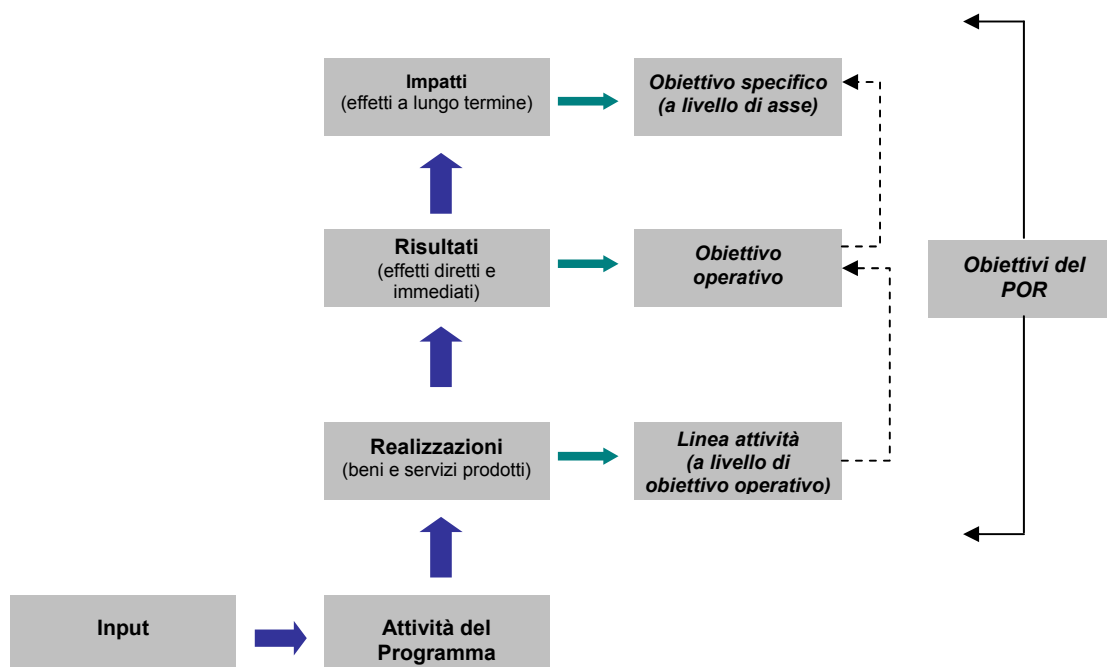 Impatti
(effetti a lungo termine)
Obiettivo specifico
(a livello di asse)
Risultati
(effetti diretti e
immediati)
Obiettivo
operativo
Obiettivi del
POR
Realizzazioni
(beni e servizi prodotti)
Linea attività
(a livello di
obiettivo operativo)
Input
Attività del
Programma